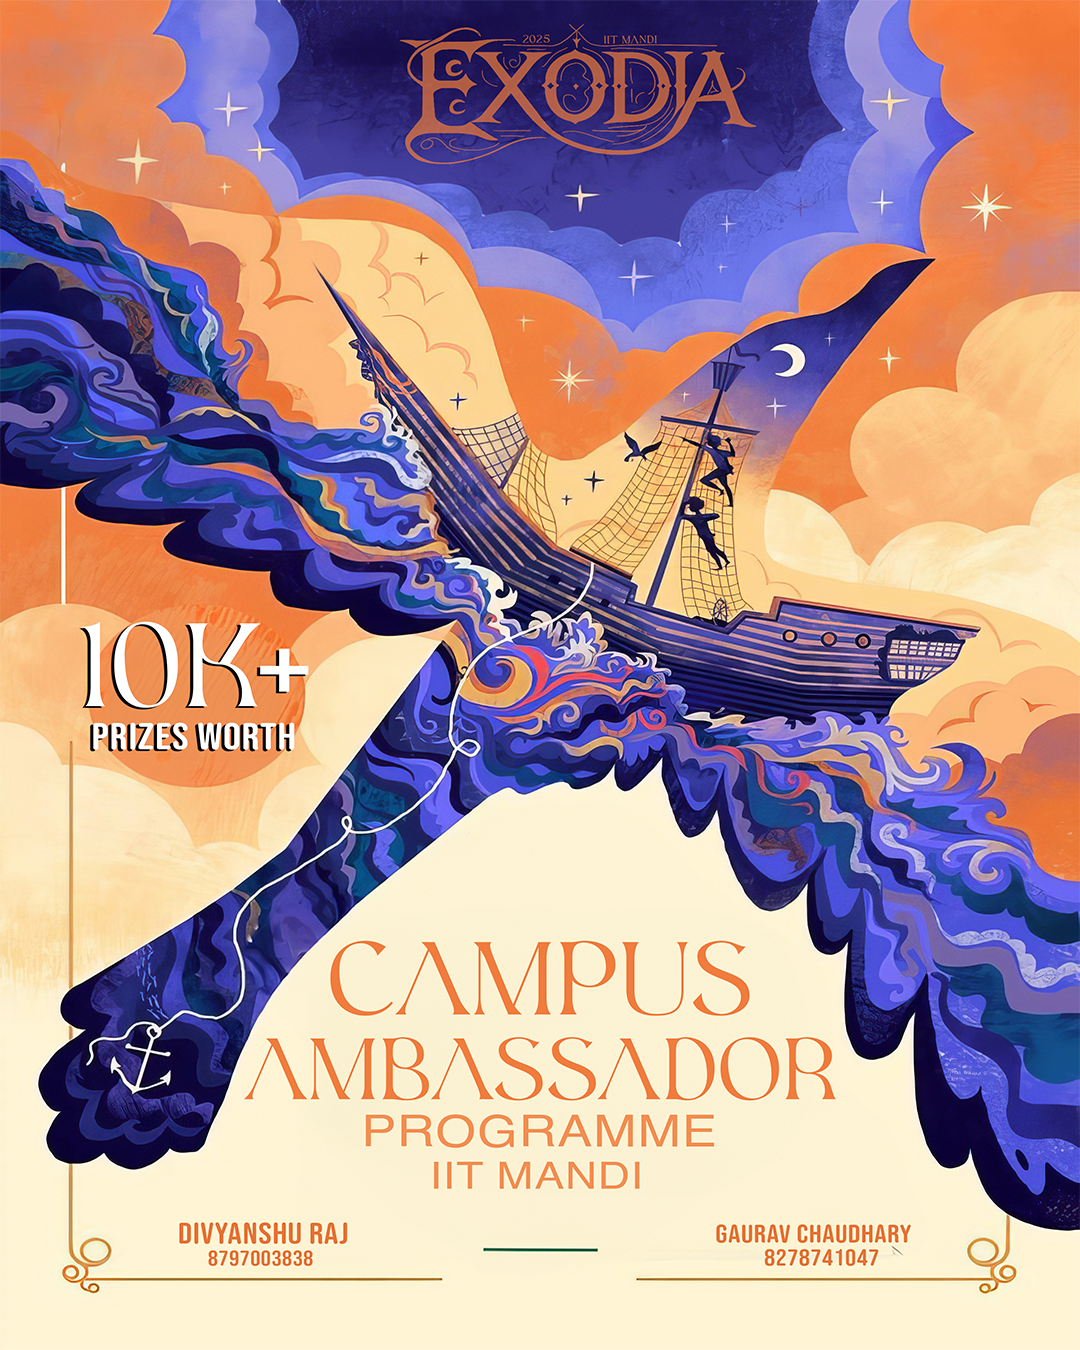 2025 IIT MANDI
EXODIA
10K+
PRIZES WORTH
CAMPUS
AMBASSADOR
PROGRAMME
IIT MANDI
DIVYANSHU RAJ
8797003838
GAURAV CHAUDHARY
8278741047